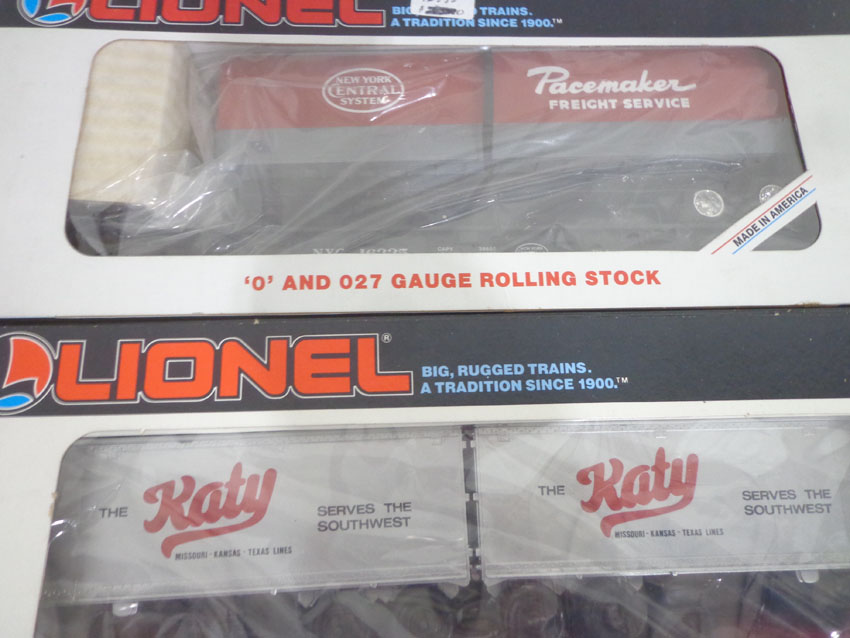 LIONEL
BIG TRAINS.
A TRADITION SINCE 1900.™
NEW YORK
CENTRAL
SYSTEM
Pacemaker
FREIGHT SERVICE
MADE IN AMERICA
NYC
'O' AND 027 GAUGE ROLLING STOCK
LIONEL®
BIG, RUGGED TRAINS.
A TRADITION SINCE 1900.™
THE Katy SERVES THE
SOUTHWEST
MISSOURI - KANSAS - TEXAS LINES
THE Katy SERVES THE
SOUTHWEST
MISSOURI - KANSAS - TEXAS LINES